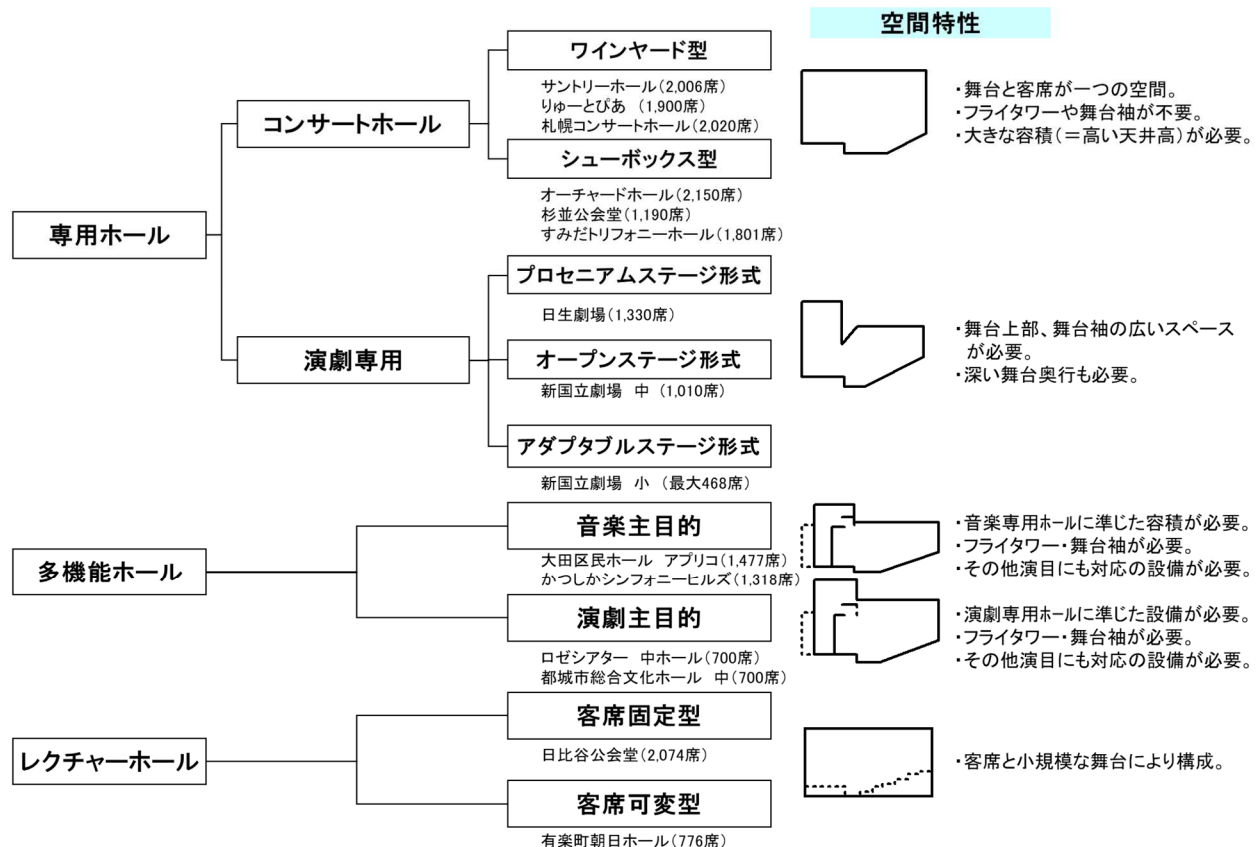 空間特性
専用ホール
コンサートホール
ワインヤード型
サントリーホール(2,006席)
りゅーとぴあ (1,900席)
札幌コンサートホール(2,020席)
シューボックス型
オーチャードホール(2,150席)
杉並公会堂(1,190席)
すみだトリフォニーホール(1,801席)
・舞台と客席が一つの空間。
・フライタワーや舞台袖が不要。
・大きな容積(=高い天井高)が必要。
演劇専用
プロセニアムステージ形式
日生劇場(1,330席)
オープンステージ形式
新国立劇場 中 (1,010席)
アダプタブルステージ形式
新国立劇場 小 (最大468席)
・舞台上部、舞台袖の広いスペース
が必要。
・深い舞台奥行も必要。
多機能ホール
音楽主目的
大田区民ホール アプリコ(1,477席)
かつしかシンフォニーヒルズ(1,318席)
・音楽専用ホールに準じた容積が必要。
・フライタワー・舞台袖が必要。
・その他演目にも対応の設備が必要。
演劇主目的
ロゼシアター 中ホール(700席)
都城市総合文化ホール 中(700席)
・演劇専用ホールに準じた設備が必要。
・フライタワー・舞台袖が必要。
・その他演目にも対応の設備が必要。
レクチャーホール
客席固定型
日比谷公会堂(2,074席)
客席可変型
有楽町朝日ホール(776席)
・客席と小規模な舞台により構成。